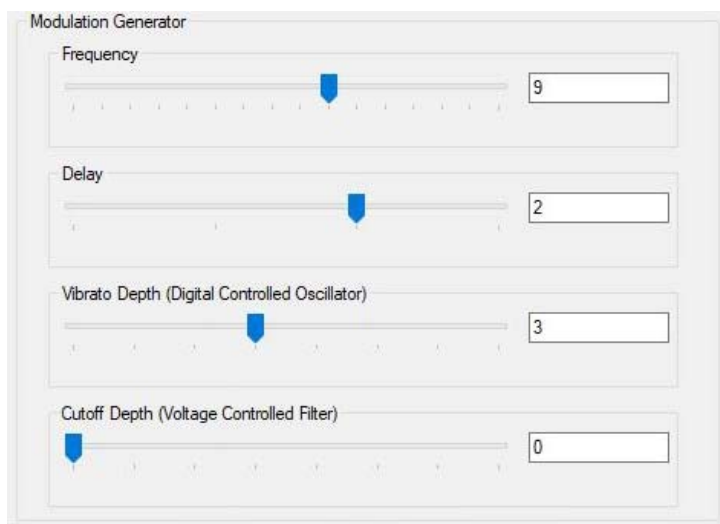 Modulation Generator
Frequency
9
Delay
2
Vibrato Depth (Digital Controlled Oscillator)
3
Cutoff Depth (Voltage Controlled Filter)
0